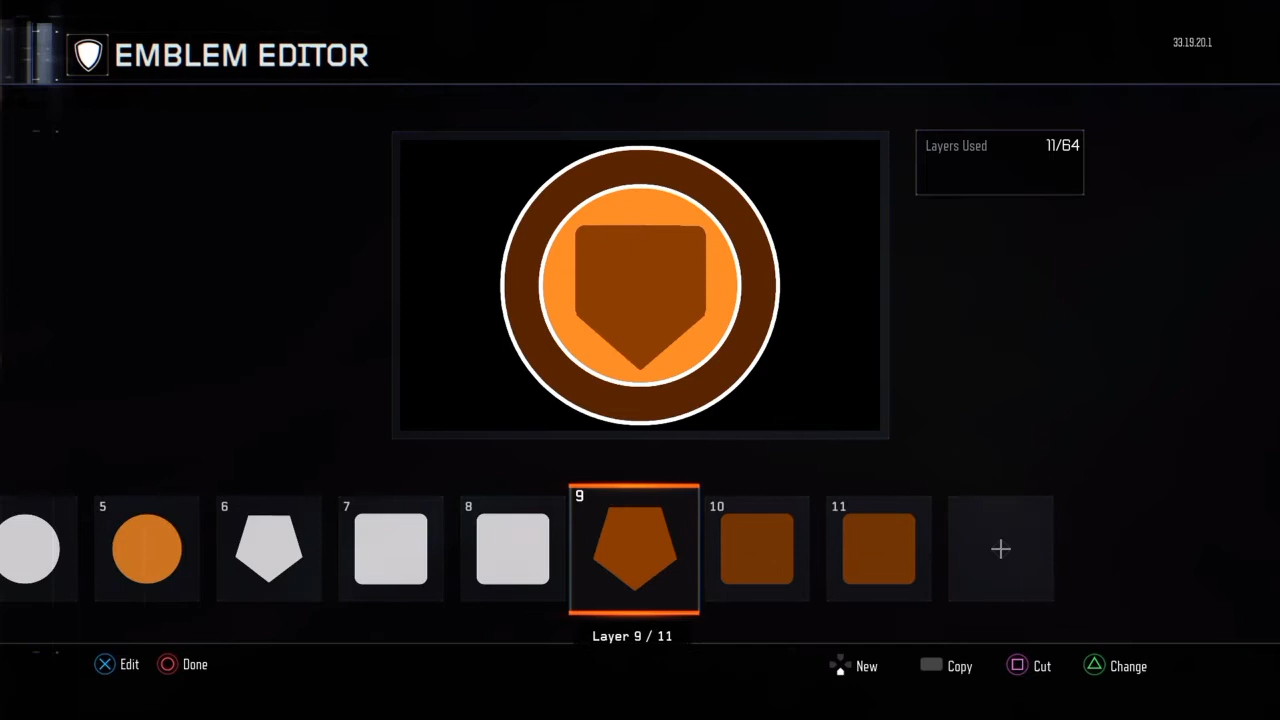 EMBLEM EDITOR
33.19.20.1
Layers Used 11/64
5 6 7 8 9 10 11
Layer 9 / 11
Edit Done New Copy Cut Change